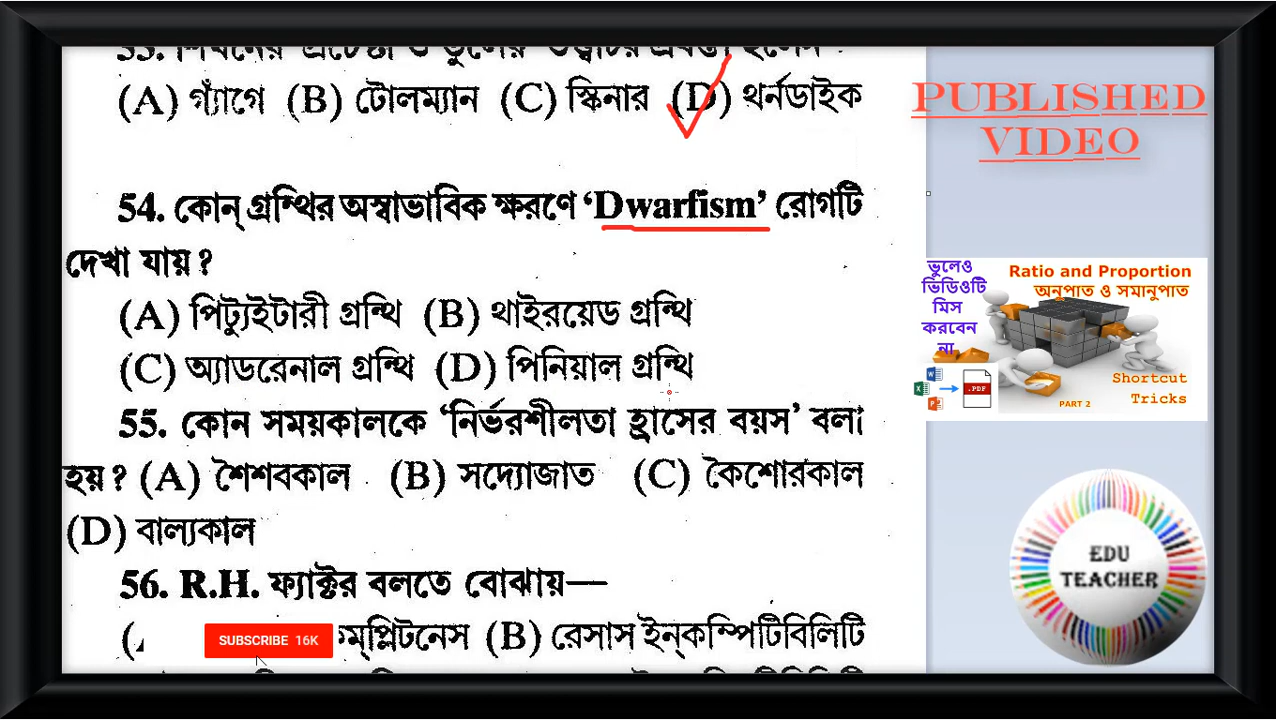 (A) গ্যাঁগে (B) টোলম্যান (C) স্কিনার (D) থর্নডাইক
54. কোন্ গ্রন্থির অস্বাভাবিক ক্ষরণে ‘Dwarfism’ রোগটি
দেখা যায়?
(A) পিট্যুইটারী গ্রন্থি (B) থাইরয়েড গ্রন্থি
(C) অ্যাডরেনাল গ্রন্থি (D) পিনিয়াল গ্রন্থি
55. কোন সময়কালকে ‘নির্ভরশীলতা হ্রাসের বয়স’ বলা
হয়? (A) শৈশবকাল (B) সদ্যোজাত (C) কৈশোরকাল
(D) বাল্যকাল
56. R.H. ফ্যাক্টর বলতে বোঝায়—
(B) রেসাস ইন্‌কম্পিটিবিলিটি
SUBSCRIBE 16K
PUBLISHED
VIDEO
ভুলেও
ভিডিওটি
মিস
করবেন
না
Ratio and Proportion
অনুপাত ও সমানুপাত
.PDF
Shortcut
Tricks
PART 2
EDU
TEACHER